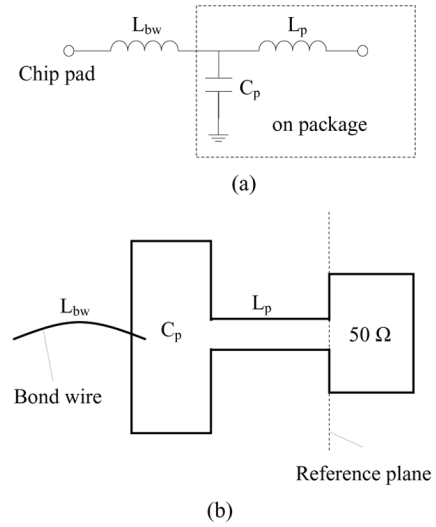 L_bw L_p
Chip pad
C_p
on package
(a)
L_bw L_p
C_p 50 Ω
Bond wire
Reference plane
(b)